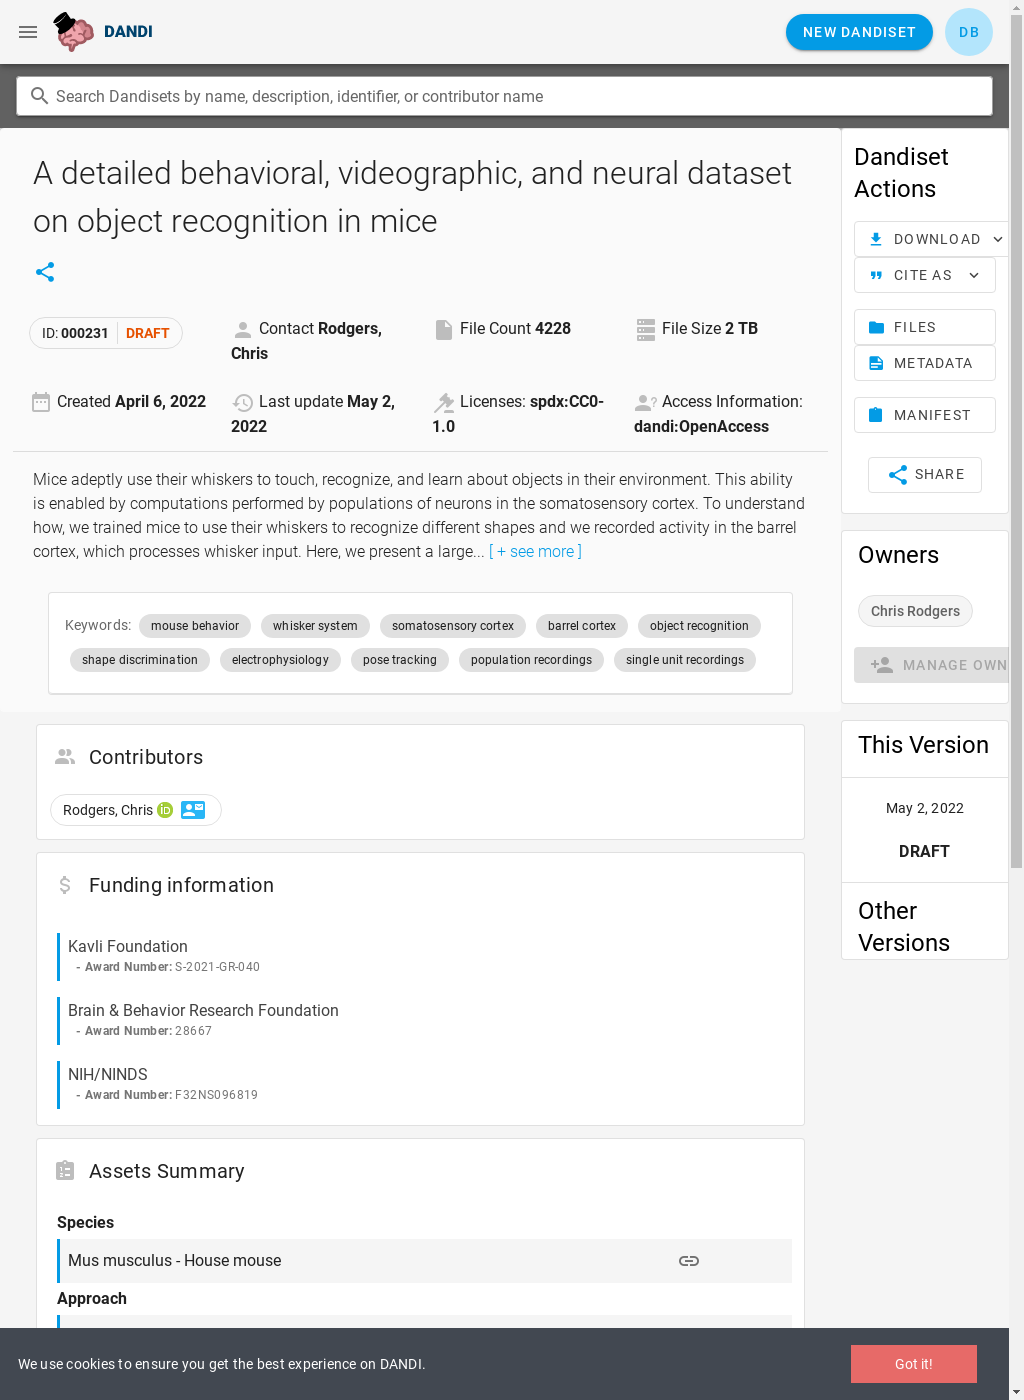 DANDI
NEW DANDISET
DB
Search Dandisets by name, description, identifier, or contributor name
A detailed behavioral, videographic, and neural dataset
on object recognition in mice
ID: 000231 DRAFT
Contact Rodgers,
Chris
File Count 4228
File Size 2 TB
Created April 6, 2022
Last update May 2,
2022
Licenses: spdx:CC0-
1.0
Access Information:
dandi:OpenAccess
Mice adeptly use their whiskers to touch, recognize, and learn about objects in their environment. This ability
is enabled by computations performed by populations of neurons in the somatosensory cortex. To understand
how, we trained mice to use their whiskers to recognize different shapes and we recorded activity in the barrel
cortex, which processes whisker input. Here, we present a large... [ + see more ]
Keywords: mouse behavior whisker system somatosensory cortex barrel cortex object recognition
shape discrimination electrophysiology pose tracking population recordings single unit recordings
Contributors
Rodgers, Chris iD
Funding information
Kavli Foundation
- Award Number: S-2021-GR-040
Brain & Behavior Research Foundation
- Award Number: 28667
NIH/NINDS
- Award Number: F32NS096819
Assets Summary
Species
Mus musculus - House mouse
Approach
Dandiset
Actions
DOWNLOAD
CITE AS
FILES
METADATA
MANIFEST
SHARE
Owners
Chris Rodgers
MANAGE OWN
This Version
May 2, 2022
DRAFT
Other
Versions
We use cookies to ensure you get the best experience on DANDI.
Got it!